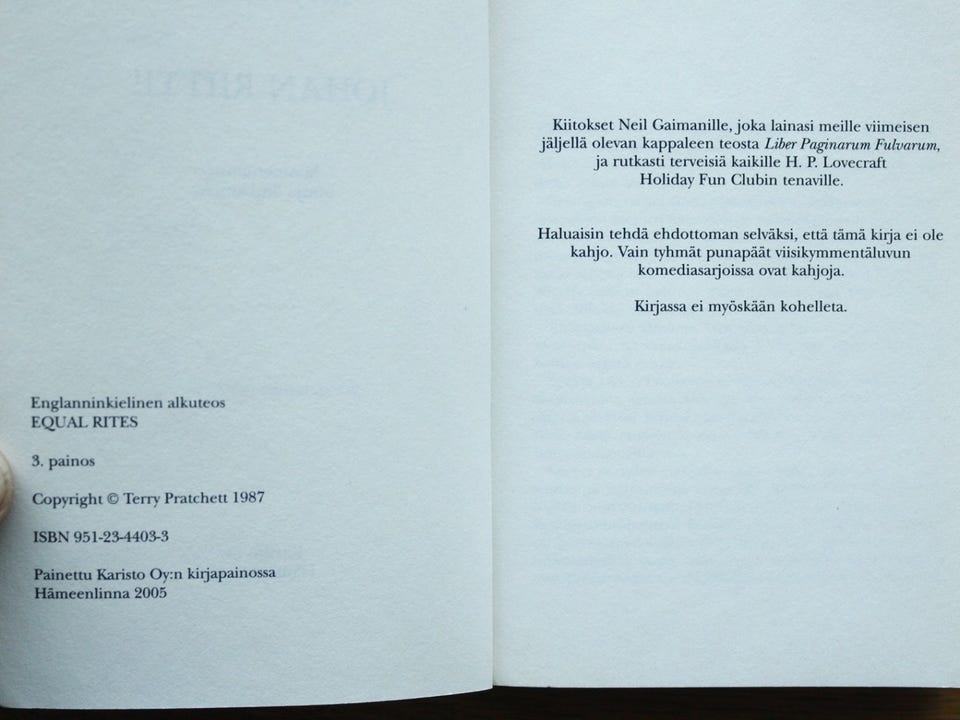 Englanninkielinen alkuteos
EQUAL RITES
3. painos
Copyright © Terry Pratchett 1987
ISBN 951-23-4403-3
Painettu Karisto Oy:n kirjapainossa
Hämeenlinna 2005
Kiitokset Neil Gaimanille, joka lainasi meille viimeisen
jäljellä olevan kappaleen teosta Liber Paginarum Fulvarum,
ja rutkasti terveisiä kaikille H. P. Lovecraft
Holiday Fun Clubin tenaville.
Haluaisin tehdä ehdottoman selväksi, että tämä kirja ei ole
kahjo. Vain tyhmät punapäät viisikymmentäluvun
komediasarjoissa ovat kahjoja.
Kirjassa ei myöskään kohelleta.